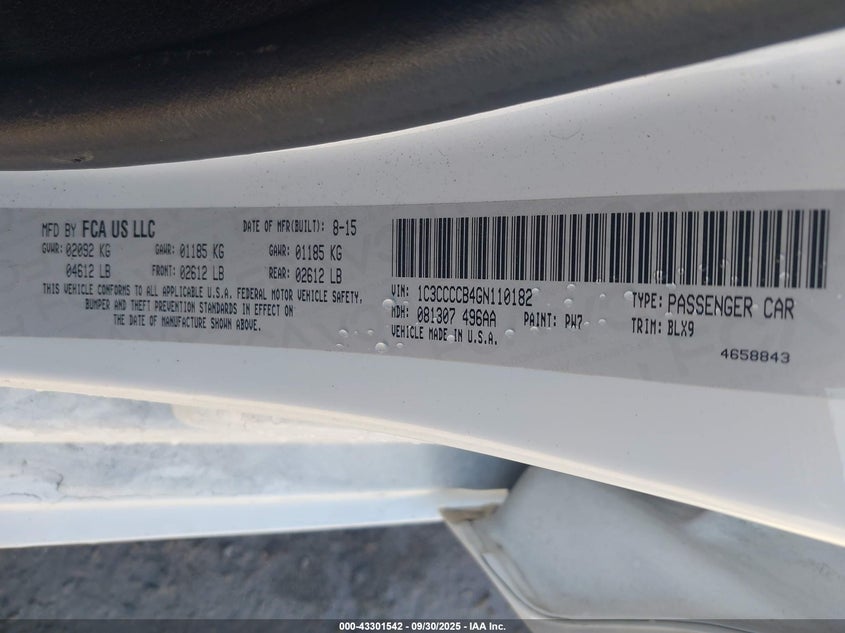 MFD BY FCA US LLC
DATE OF MFR(BUILT): 8-15
GVWR: 02092 KG GAWR: 01185 KG GAWR: 01185 KG
04612 LB FRONT: 02612 LB REAR: 02612 LB
THIS VEHICLE CONFORMS TO ALL APPLICABLE U.S.A. FEDERAL MOTOR VEHICLE SAFETY,
BUMPER AND THEFT PREVENTION STANDARDS IN EFFECT ON
THE DATE OF MANUFACTURE SHOWN ABOVE.
VIN: 1C3CCCCB4GN110182
TYPE: PASSENGER CAR
MDH: 081307 496AA PAINT: PW7 TRIM: BLX9
VEHICLE MADE IN U.S.A.
4658843
000-43301542 - 09/30/2025 - IAA Inc.